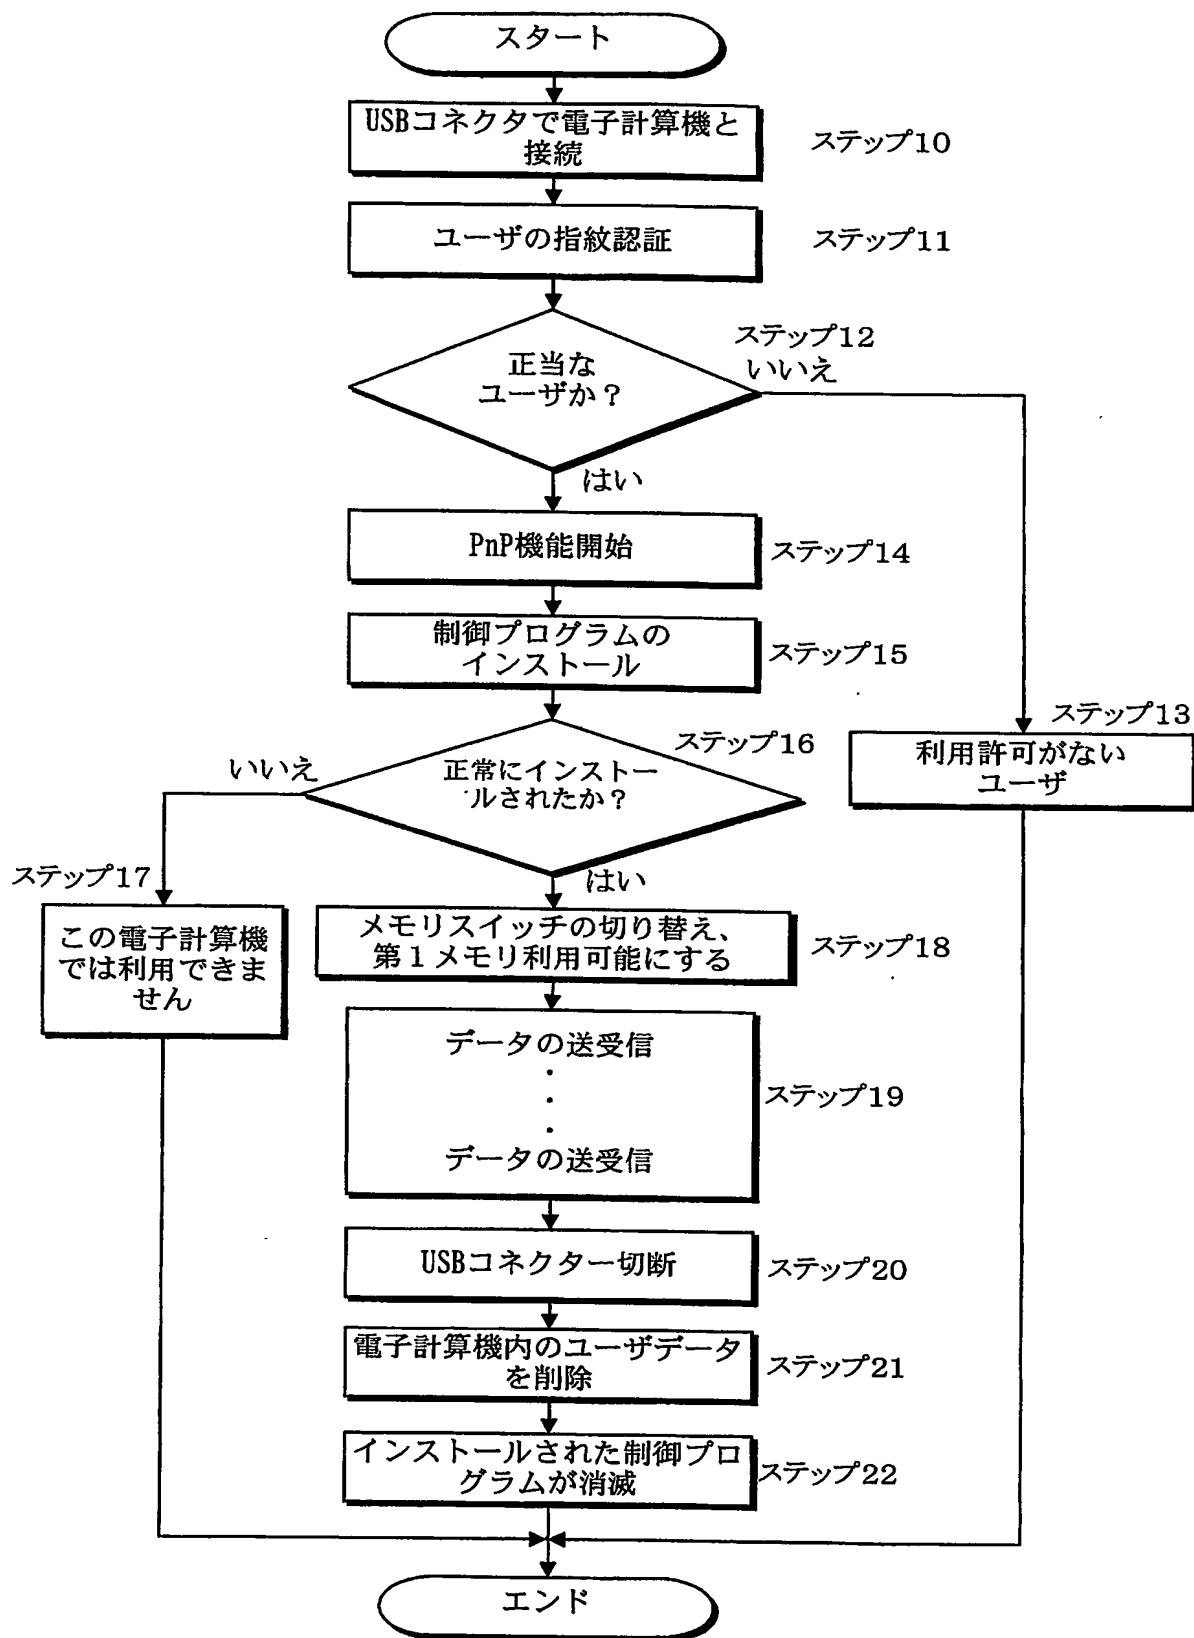 スタート
USBコネクタで電子計算機と
接続
ステップ10
ユーザの指紋認証
ステップ11
ステップ12
正当な
ユーザか？
いいえ
はい
PnP機能開始
ステップ14
制御プログラムの
インストール
ステップ15
ステップ13
利用許可がない
ユーザ
ステップ16
正常にインストー
ルされたか？
いいえ
はい
ステップ17
この電子計算機
では利用できま
せん
メモリスイッチの切り替え、
第１メモリ利用可能にする
ステップ18
データの送受信
・
・
・
データの送受信
ステップ19
USBコネクター切断
ステップ20
電子計算機内のユーザデータ
を削除
ステップ21
インストールされた制御プロ
グラムが消滅
ステップ22
エンド